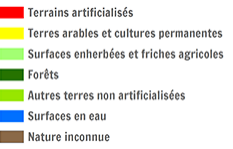 Terrains artificialisés
Terres arables et cultures permanentes
Surfaces enherbées et friches agricoles
Forêts
Autres terres non artificialisées
Surfaces en eau
Nature inconnue